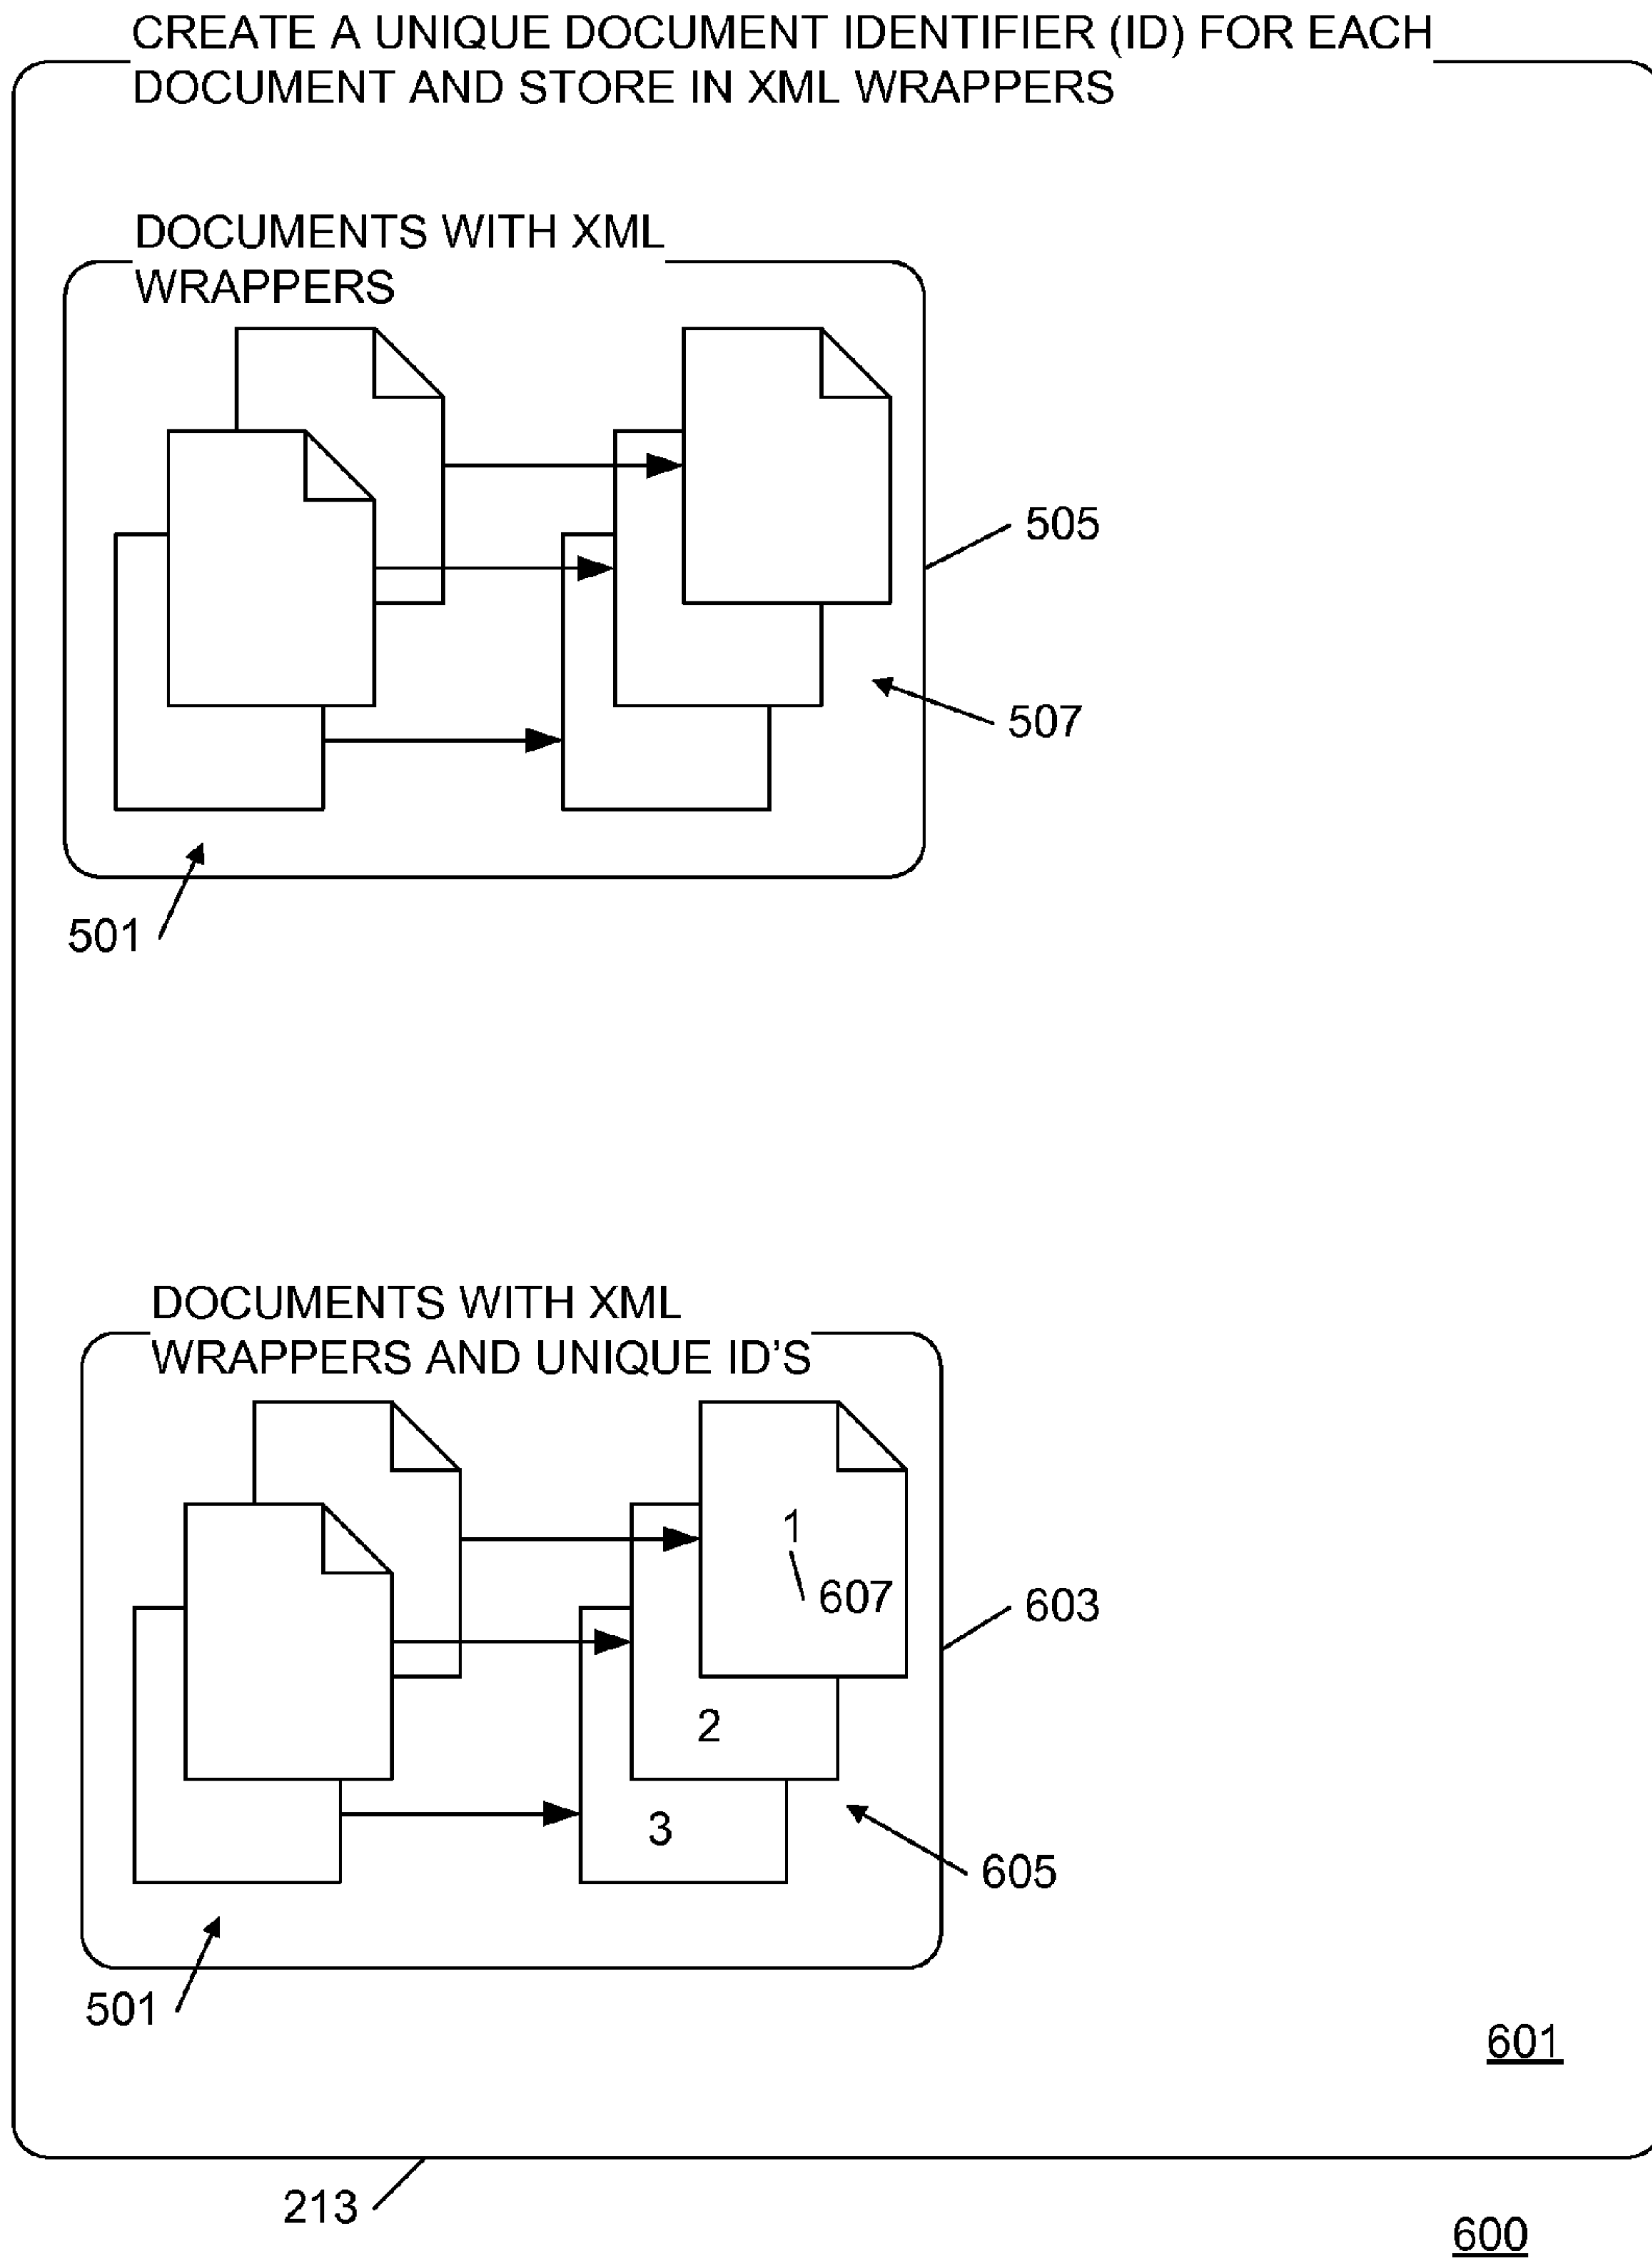 CREATE A UNIQUE DOCUMENT IDENTIFIER (ID) FOR EACH
DOCUMENT AND STORE IN XML WRAPPERS
DOCUMENTS WITH XML
WRAPPERS
505
507
501
DOCUMENTS WITH XML
WRAPPERS AND UNIQUE ID'S
1
607
603
2
3
605
501
601
213
600